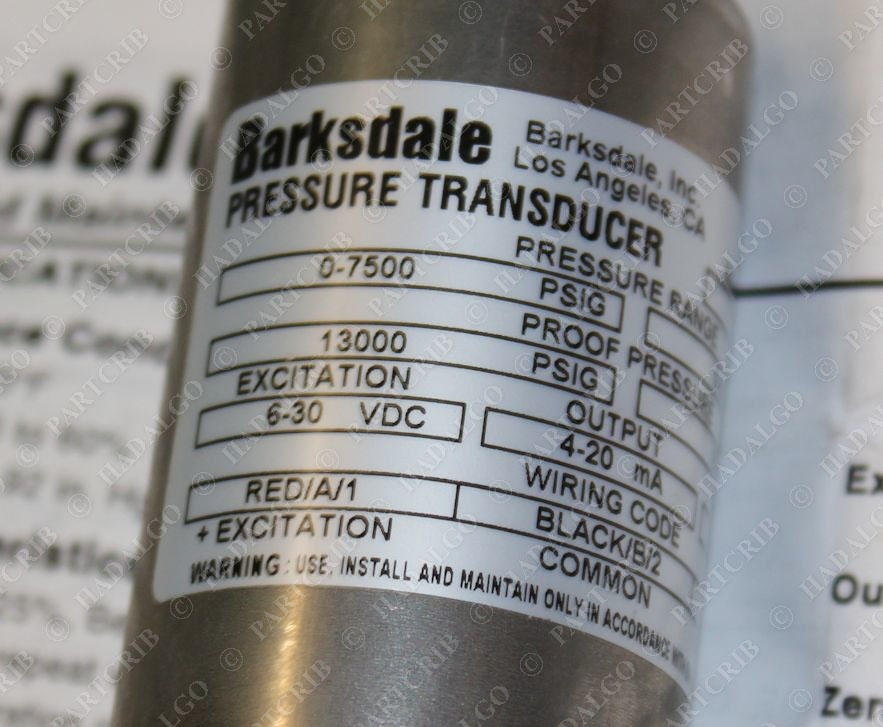 Barksdale
Barksdale, Inc.
Los Angeles, CA
PRESSURE TRANSDUCER
PRESSURE RANGE
0-7500 PSIG
PROOF PRESSURE
13000 PSIG
EXCITATION OUTPUT
6-30 VDC 4-20 mA
WIRING CODE
RED/A/1 BLACK/B/2
+ EXCITATION COMMON
WARNING: USE, INSTALL AND MAINTAIN ONLY IN ACCORDANCE
PARTCRIB
© HADALGO